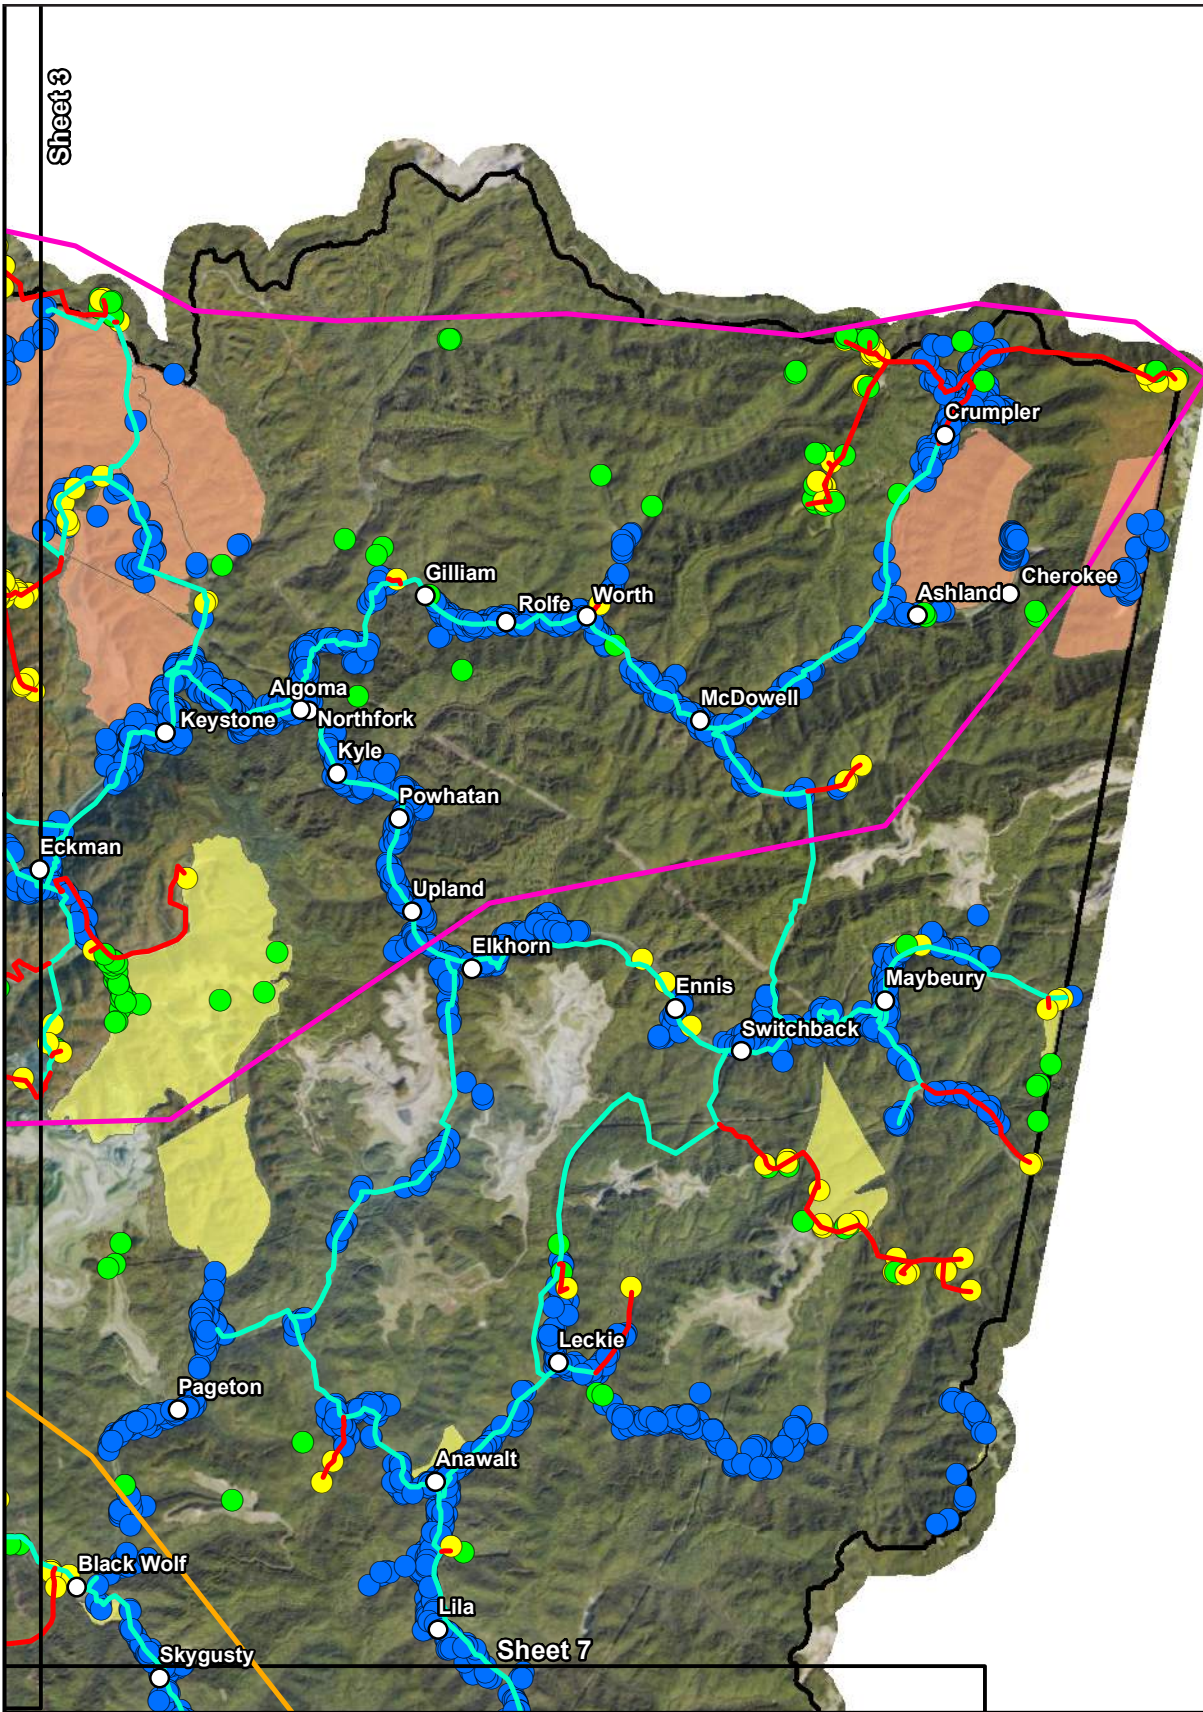 Sheet 3
Crumpler
Cherokee
Ashland
Gilliam
Rolfe
Worth
Algoma
Northfork
Keystone
McDowell
Kyle
Powhatan
Eckman
Upland
Elkhorn
Ennis
Maybeury
Switchback
Leckie
Pageton
Anawalt
Black Wolf
Lila
Sheet 7
Skygusty